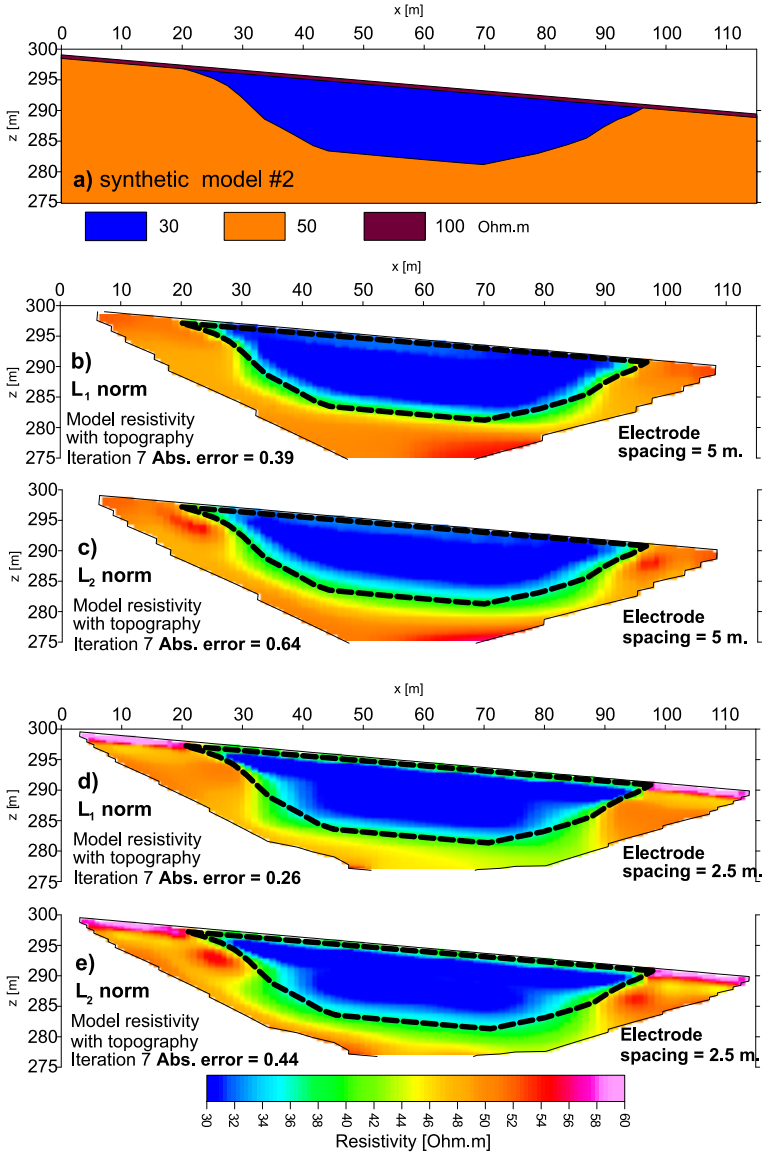 x [m]
0 10 20 30 40 50 60 70 80 90 100 110
300
295
290
285
280
275
z [m]
a) synthetic model #2
30 50 100 Ohm.m
x [m]
0 10 20 30 40 50 60 70 80 90 100 110
300
295
290
285
280
275
z [m]
b)
L1 norm
Model resistivity
with topography
Iteration 7 Abs. error = 0.39
Electrode
spacing = 5 m.
300
295
290
285
280
275
z [m]
c)
L2 norm
Model resistivity
with topography
Iteration 7 Abs. error = 0.64
Electrode
spacing = 5 m.
x [m]
0 10 20 30 40 50 60 70 80 90 100 110
300
295
290
285
280
275
z [m]
d)
L1 norm
Model resistivity
with topography
Iteration 7 Abs. error = 0.26
Electrode
spacing = 2.5 m.
300
295
290
285
280
275
z [m]
e)
L2 norm
Model resistivity
with topography
Iteration 7 Abs. error = 0.44
Electrode
spacing = 2.5 m.
30 32 34 36 38 40 42 44 46 48 50 52 54 56 58 60
Resistivity [Ohm.m]